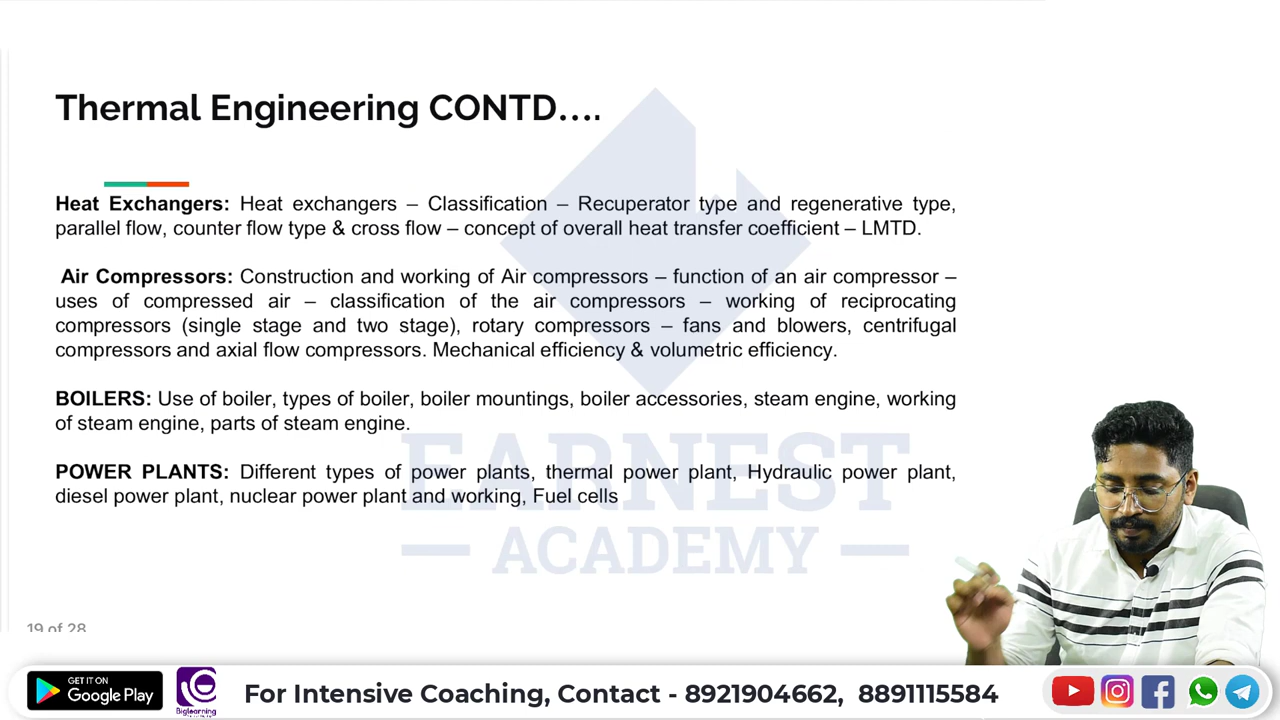 Thermal Engineering CONTD....
Heat Exchangers: Heat exchangers – Classification – Recuperator type and regenerative type,
parallel flow, counter flow type & cross flow – concept of overall heat transfer coefficient – LMTD.
Air Compressors: Construction and working of Air compressors – function of an air compressor –
uses of compressed air – classification of the air compressors – working of reciprocating
compressors (single stage and two stage), rotary compressors – fans and blowers, centrifugal
compressors and axial flow compressors. Mechanical efficiency & volumetric efficiency.
BOILERS: Use of boiler, types of boiler, boiler mountings, boiler accessories, steam engine, working
of steam engine, parts of steam engine.
POWER PLANTS: Different types of power plants, thermal power plant, Hydraulic power plant,
diesel power plant, nuclear power plant and working, Fuel cells
EARNEST
ACADEMY
19 of 28
GET IT ON
Google Play
Biglearning
For Intensive Coaching, Contact - 8921904662, 8891115584